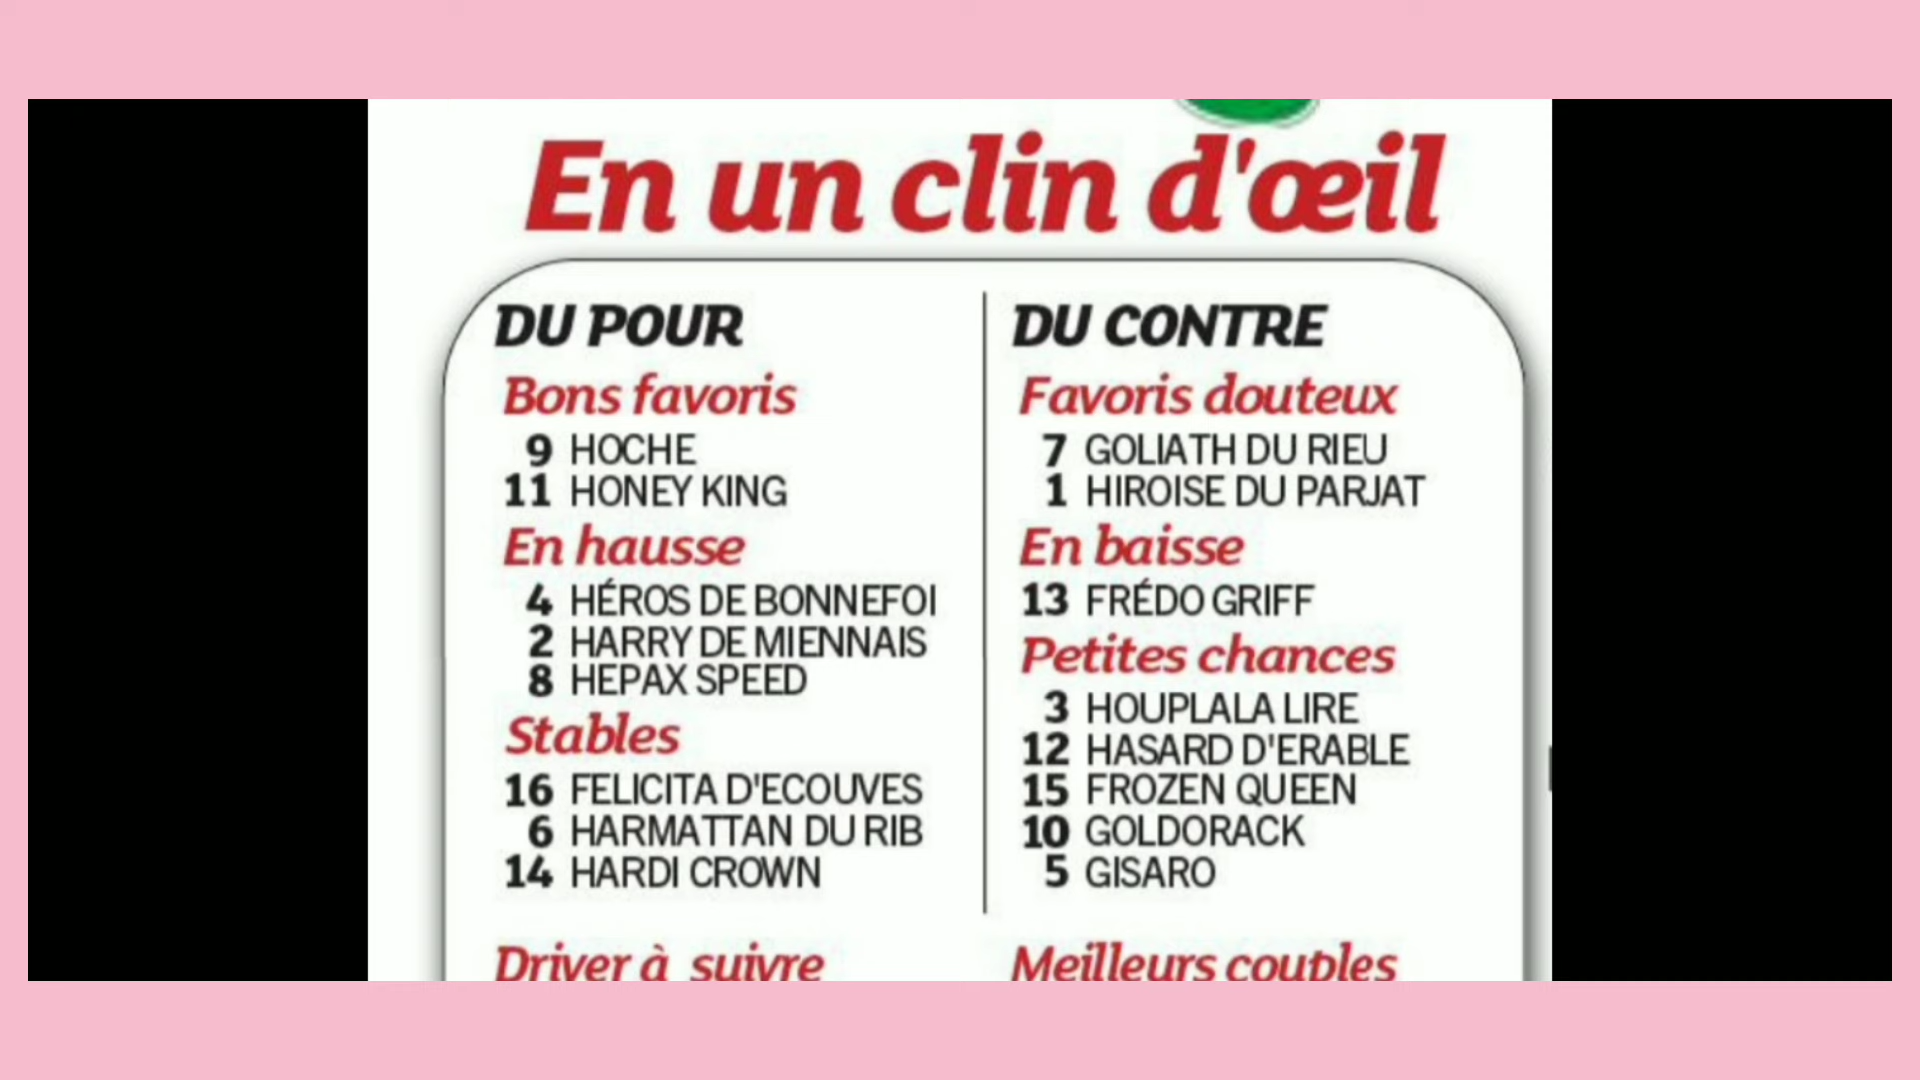 En un clin d'œil
DU POUR
Bons favoris
9 HOCHE
11 HONEY KING
En hausse
4 HÉROS DE BONNEFOI
2 HARRY DE MIENNAIS
8 HEPAX SPEED
Stables
16 FELICITA D'ECOUVES
6 HARMATTAN DU RIB
14 HARDI CROWN
Driver à suivre
DU CONTRE
Favoris douteux
7 GOLIATH DU RIEU
1 HIROISE DU PARJAT
En baisse
13 FRÉDO GRIFF
Petites chances
3 HOUPLALA LIRE
12 HASARD D'ERABLE
15 FROZEN QUEEN
10 GOLDORACK
5 GISARO
Meilleurs couples